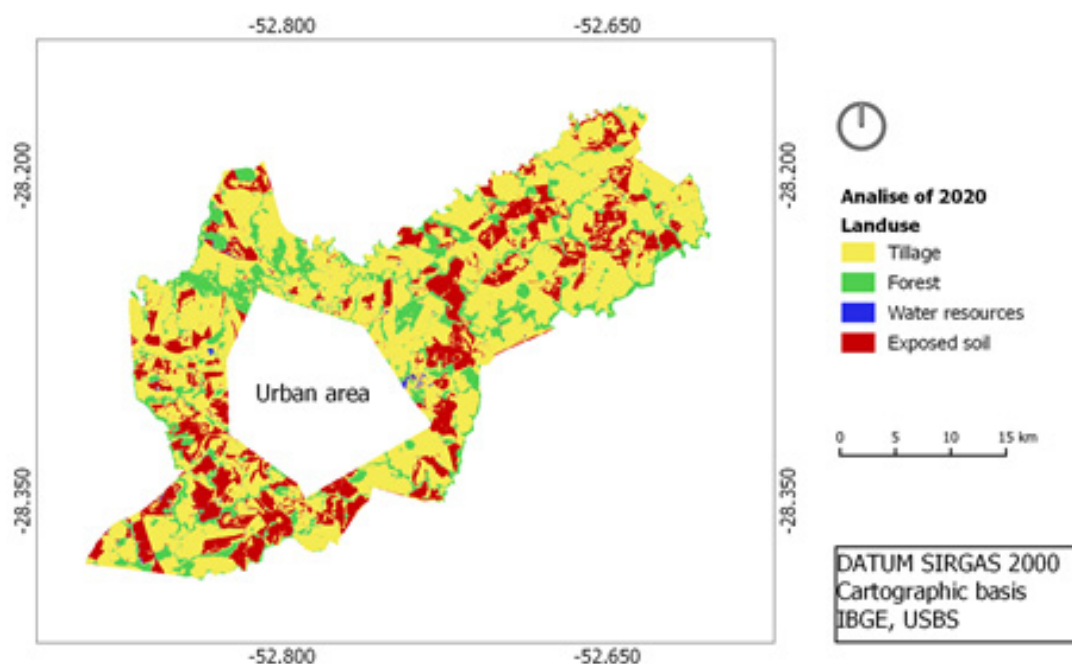 -52.800
-52.650
-28.200
-28.200
Analise of 2020
Landuse
Tillage
Forest
Water resources
Exposed soil
Urban area
0 5 10 15 km
-28.350
-28.350
DATUM SIRGAS 2000
Cartographic basis
IBGE, USBS
-52.800
-52.650